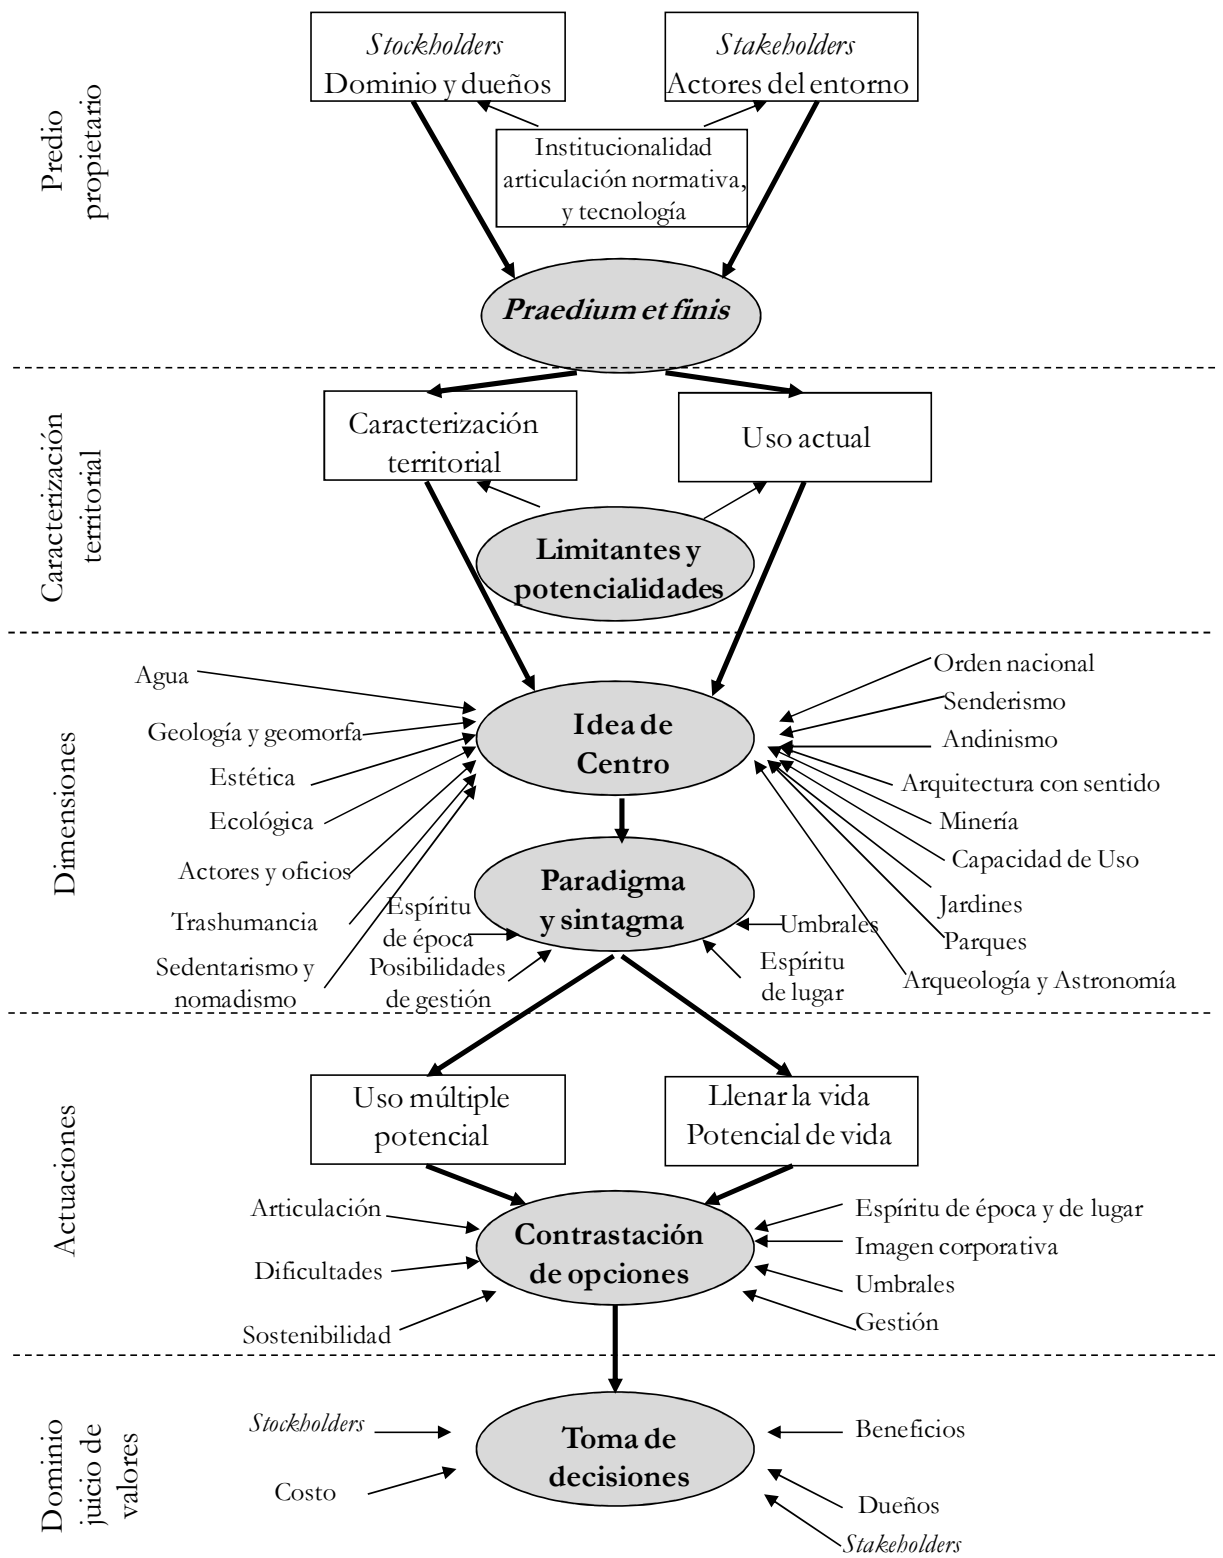 Predio
propietario
Stockholders
Dominio y dueños
Stakeholders
Actores del entorno
Institucionalidad
articulación normativa,
y tecnología
Praedium et finis
Caracterización
territorial
Caracterización
territorial
Uso actual
Limitantes y
potencialidades
Dimensiones
Agua
Geología y geomorfa
Estética
Ecológica
Actores y oficios
Trashumancia
Sedentarismo y
nomadismo
Idea de
Centro
Orden nacional
Senderismo
Andinismo
Arquitectura con sentido
Minería
Capacidad de Uso
Jardines
Parques
Arqueología y Astronomía
Paradigma
y sintagma
Espíritu
de época
Posibilidades
de gestión
Umbrales
Espíritu
de lugar
Actuaciones
Uso múltiple
potencial
Llenar la vida
Potencial de vida
Articulación
Dificultades
Sostenibilidad
Contrastación
de opciones
Espíritu de época y de lugar
Imagen corporativa
Umbrales
Gestión
Dominio
juicio de
valores
Stockholders
Costo
Toma de
decisiones
Beneficios
Dueños
Stakeholders